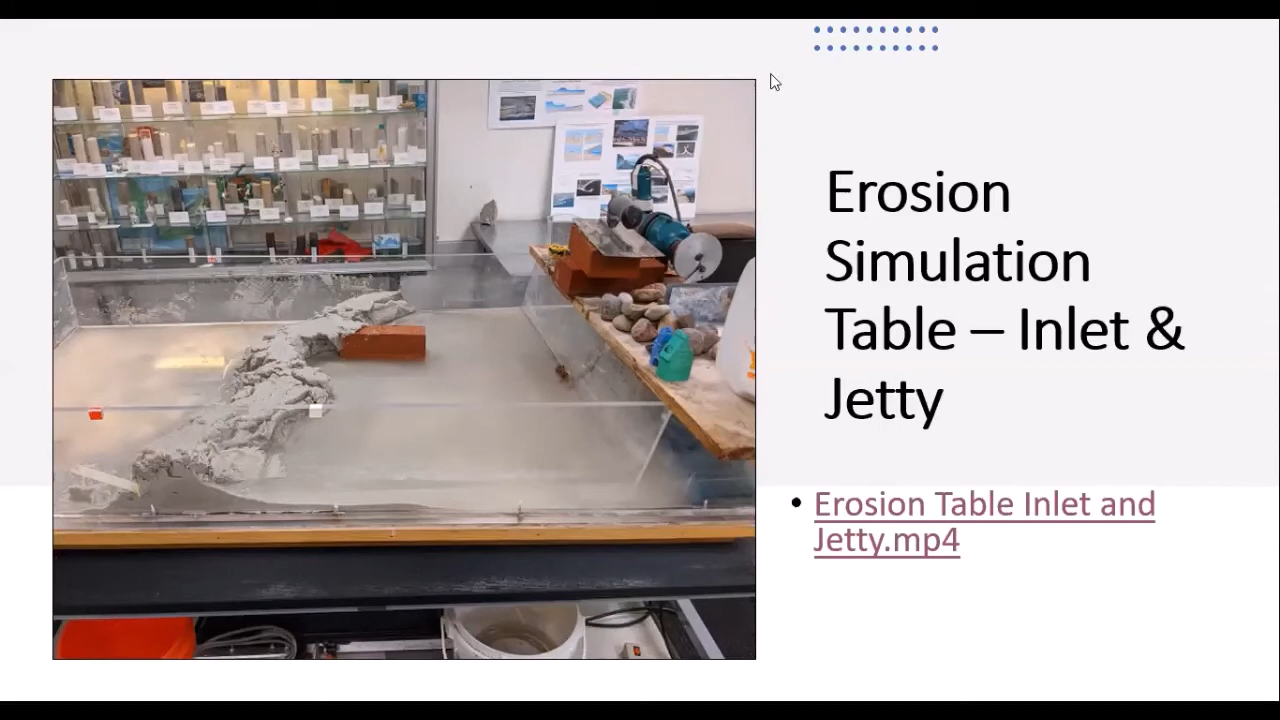 Erosion
Simulation
Table – Inlet &
Jetty
• Erosion Table Inlet and
Jetty.mp4